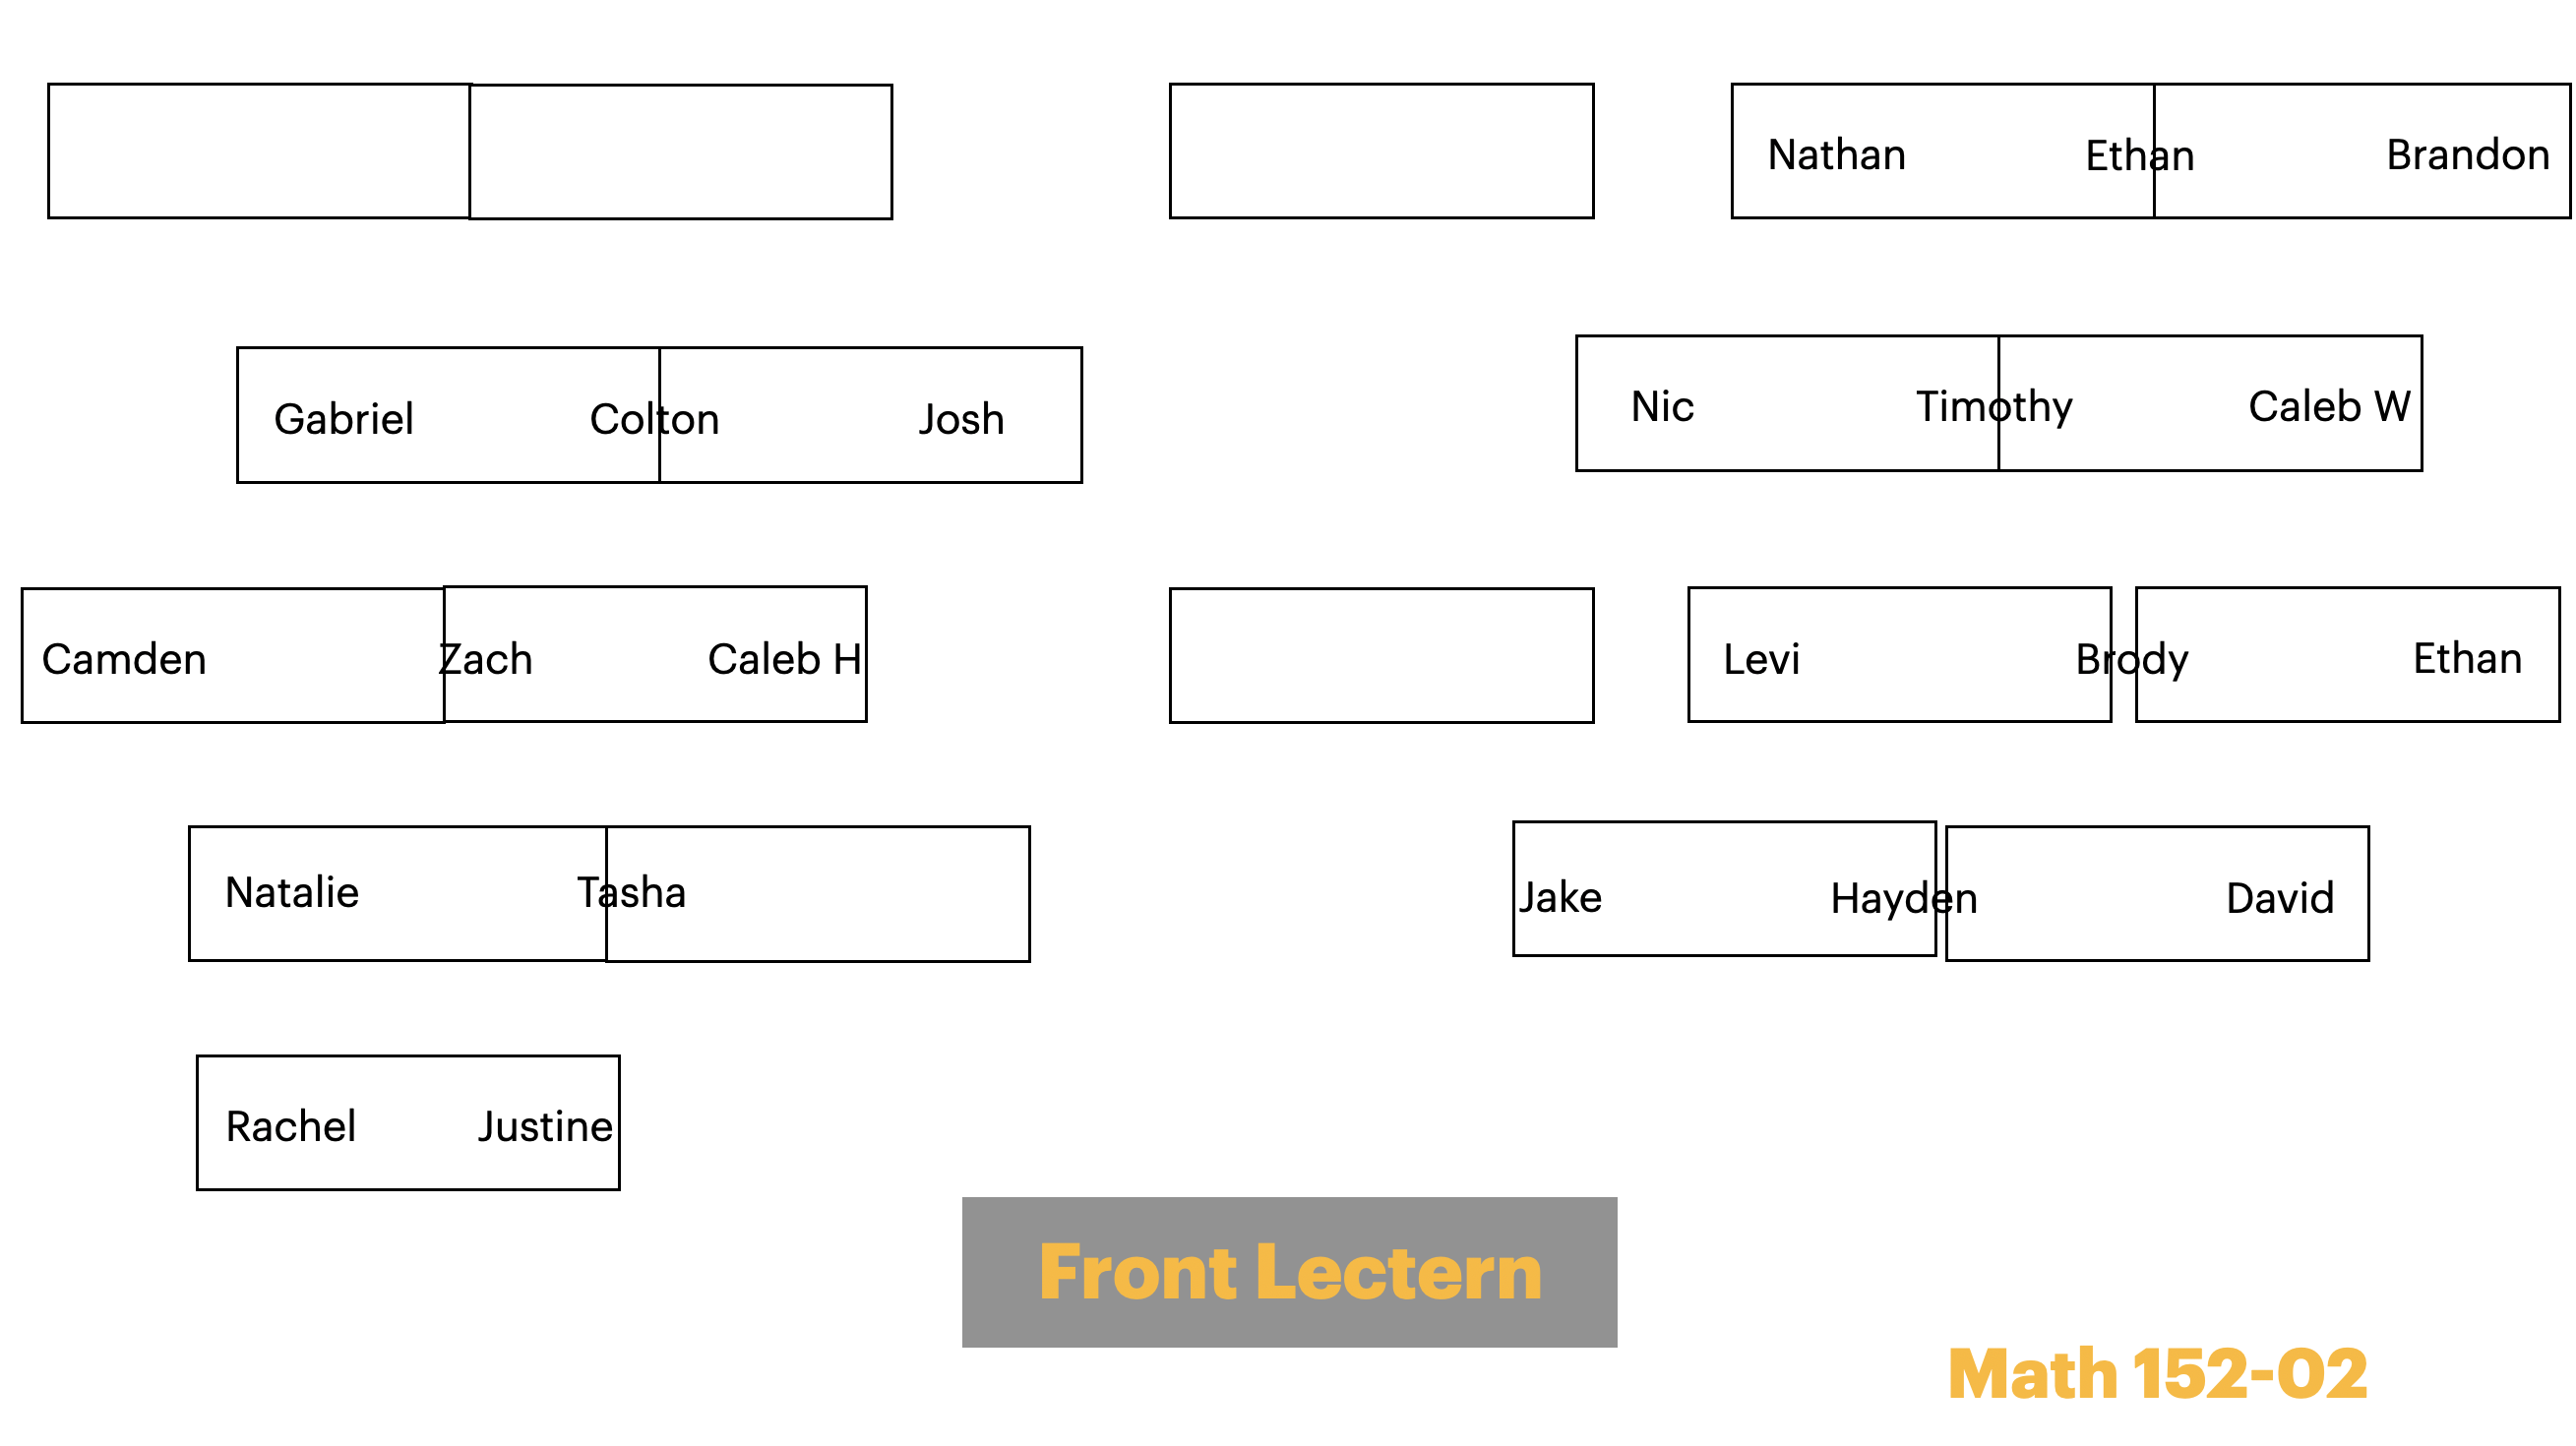 Nathan Ethan Brandon
Gabriel Colton Josh
Nic Timothy Caleb W
Camden Zach Caleb H
Levi Brody Ethan
Natalie Tasha
Jake Hayden David
Rachel Justine
Front Lectern
Math 152-02